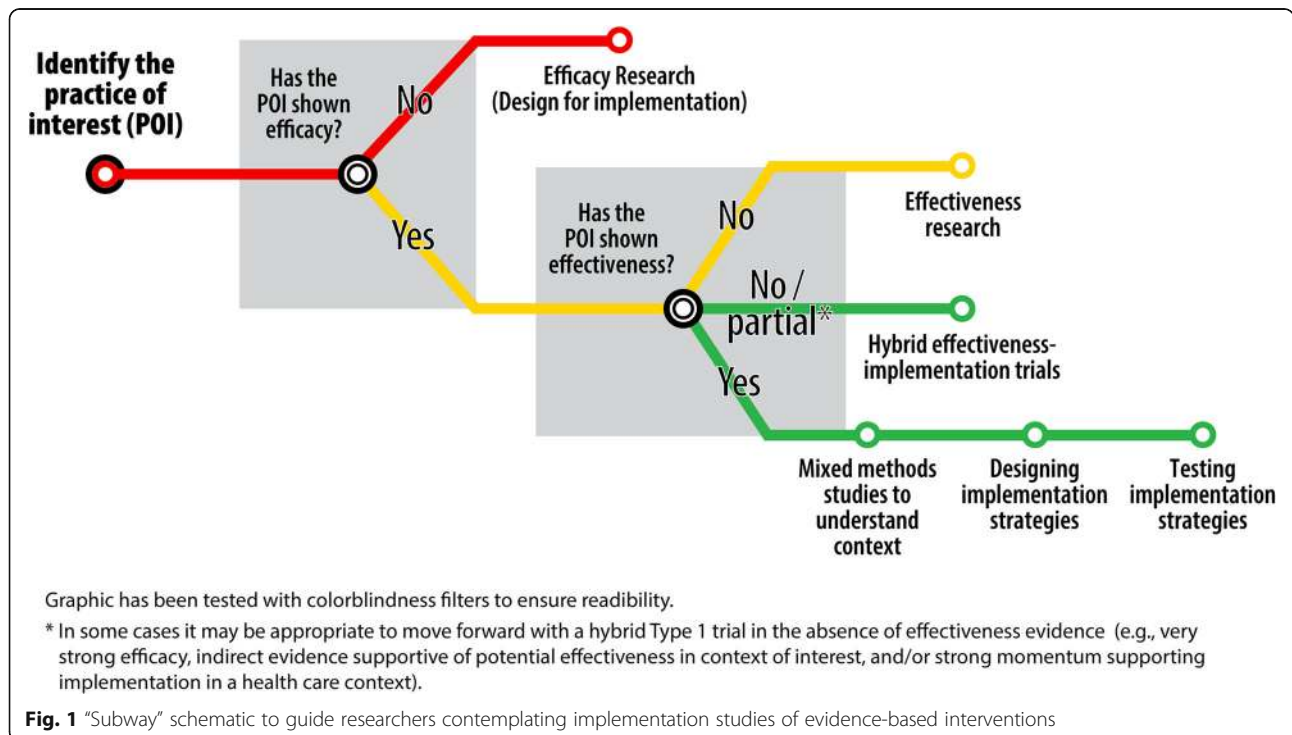 Identify the
practice of
interest (POI)
Has the
POI shown
efficacy?
No
Yes
Efficacy Research
(Design for implementation)
Has the
POI shown
effectiveness?
No
No /
partial*
Yes
Effectiveness
research
Hybrid effectiveness-
implementation trials
Mixed methods
studies to
understand
context
Designing
implementation
strategies
Testing
implementation
strategies
Graphic has been tested with colorblindness filters to ensure readibility.
* In some cases it may be appropriate to move forward with a hybrid Type 1 trial in the absence of effectiveness evidence (e.g., very
strong efficacy, indirect evidence supportive of potential effectiveness in context of interest, and/or strong momentum supporting
implementation in a health care context).
Fig. 1 “Subway” schematic to guide researchers contemplating implementation studies of evidence-based interventions